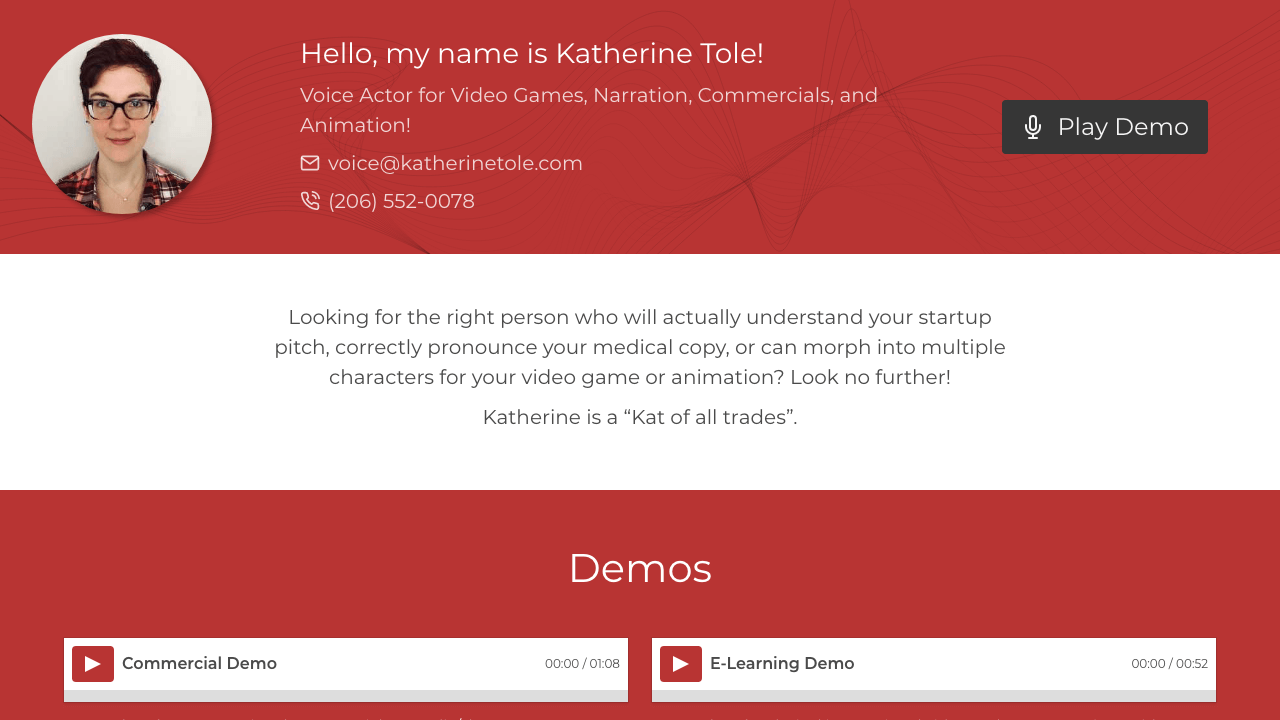 Hello, my name is Katherine Tole!
Voice Actor for Video Games, Narration, Commercials, and
Animation!
voice@katherinetole.com
(206) 552-0078
Play Demo
Looking for the right person who will actually understand your startup
pitch, correctly pronounce your medical copy, or can morph into multiple
characters for your video game or animation? Look no further!
Katherine is a “Kat of all trades”.
Demos
Commercial Demo
00:00 / 01:08
E-Learning Demo
00:00 / 00:52